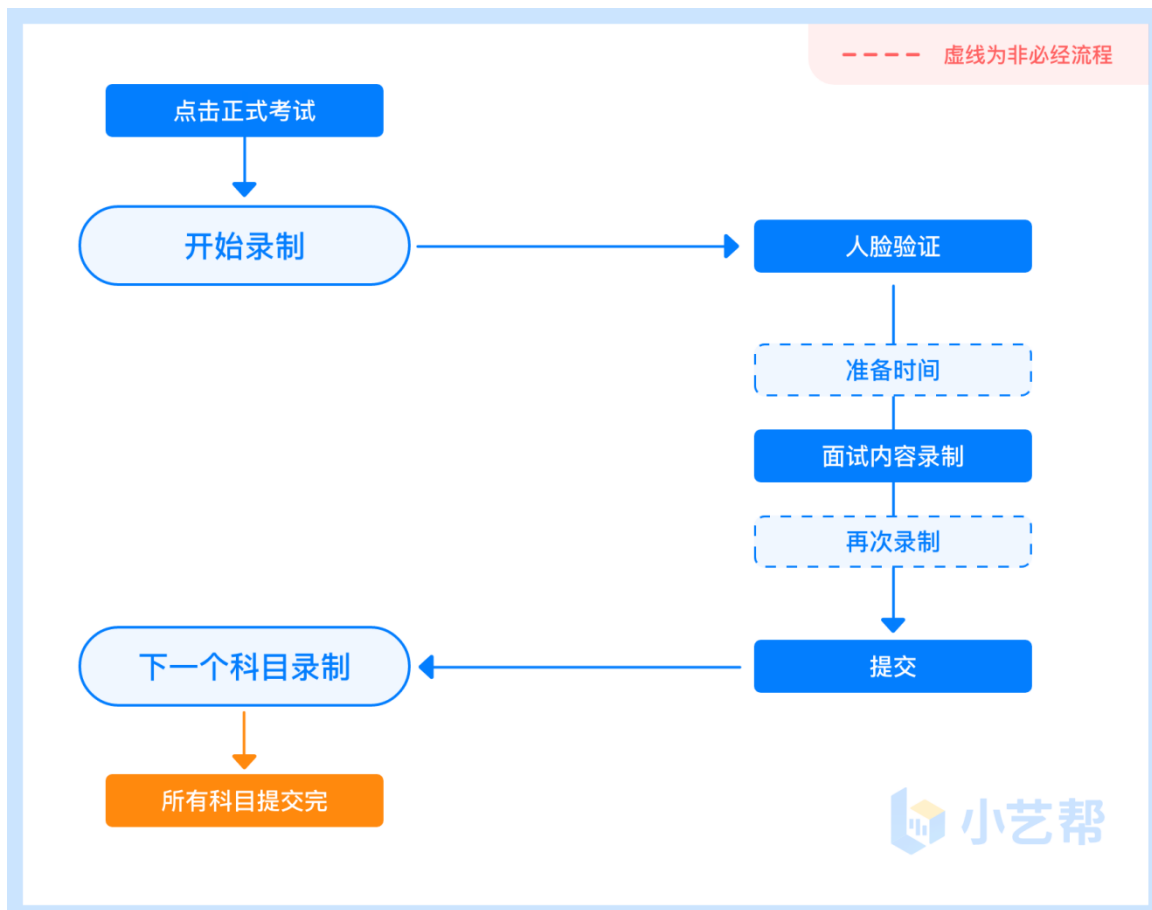 虚线为非必经流程
点击正式考试
开始录制
人脸验证
准备时间
面试内容录制
再次录制
提交
下一个科目录制
所有科目提交完
小艺帮